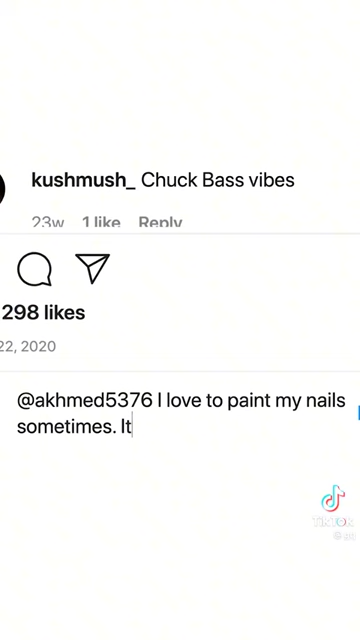 kushmush_ Chuck Bass vibes
23w 1 like Reply
298 likes
22, 2020
@akhmed5376 I love to paint my nails
sometimes. It
TikTok